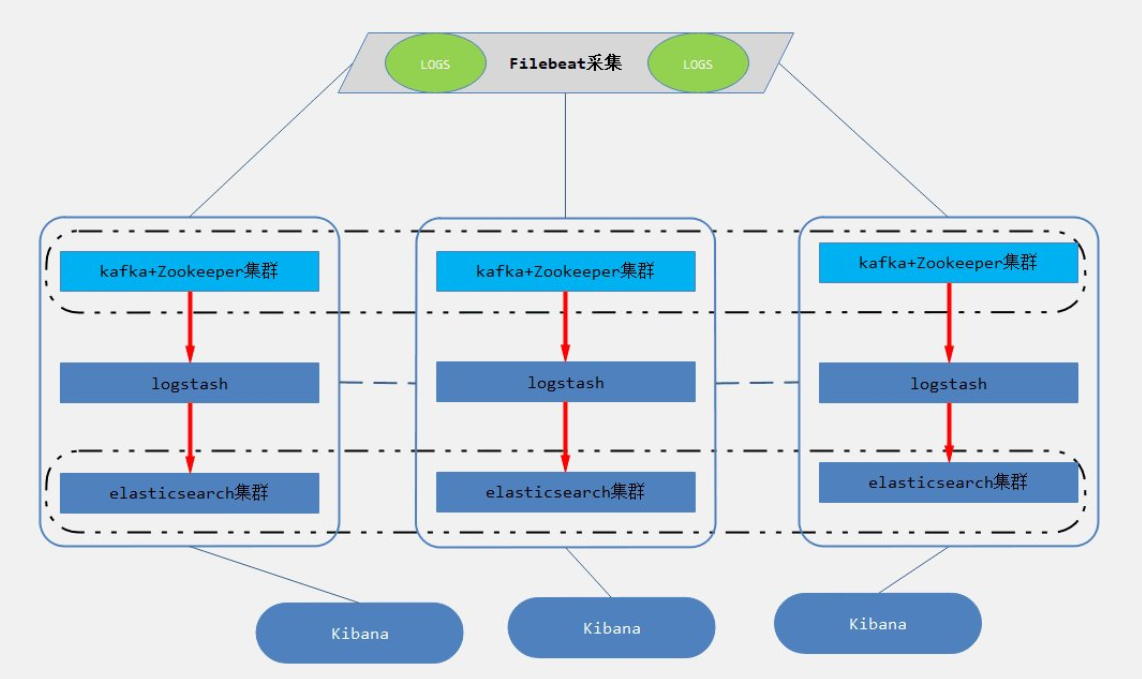 LOGS
Filebeat采集
LOGS
kafka+Zookeeper集群
kafka+Zookeeper集群
kafka+Zookeeper集群
logstash
logstash
logstash
elasticsearch集群
elasticsearch集群
elasticsearch集群
Kibana
Kibana
Kibana